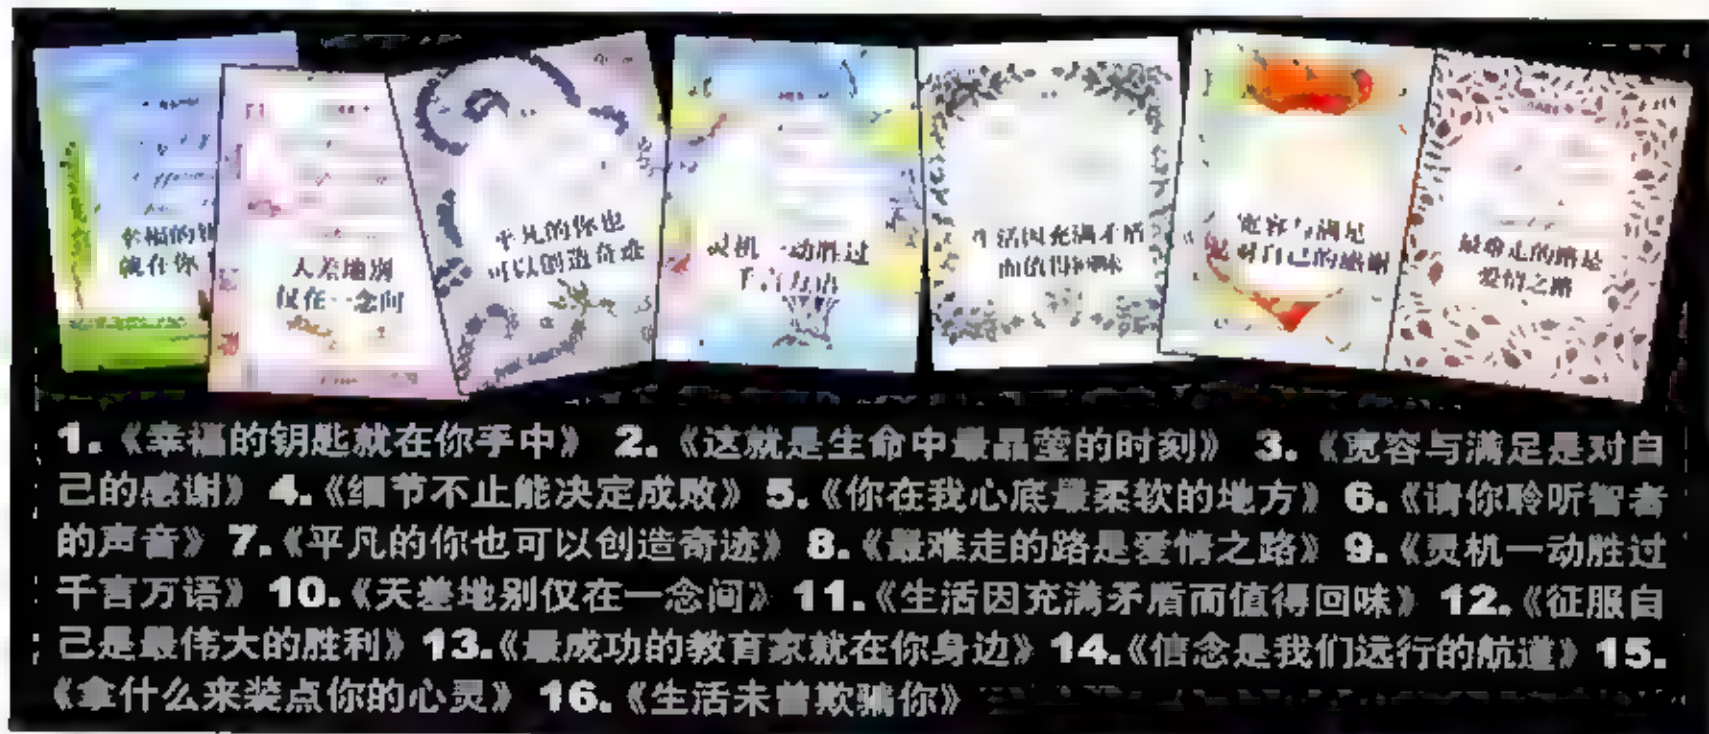 幸福的钥
就在你
天差地别
仅在一念间
平凡的你也
可以创造奇迹
灵机一动胜过
千言万语
生活因充满矛盾
而值得回味
宽容与满足
是对自己的感谢
最难走的路是
爱情之路
1.《幸福的钥匙就在你手中》 2.《这就是生命中最晶莹的时刻》 3.《宽容与满足是对自
己的感谢》 4.《细节不止能决定成败》 5.《你在我心底最柔软的地方》 6.《请你聆听智者
的声音》 7.《平凡的你也可以创造奇迹》 8.《最难走的路是爱情之路》 9.《灵机一动胜过
千言万语》 10.《天差地别仅在一念间》 11.《生活因充满矛盾而值得回味》 12.《征服自
己是最伟大的胜利》 13.《最成功的教育家就在你身边》 14.《信念是我们远行的航道》 15.
《拿什么来装点你的心灵》 16.《生活未曾欺骗你》